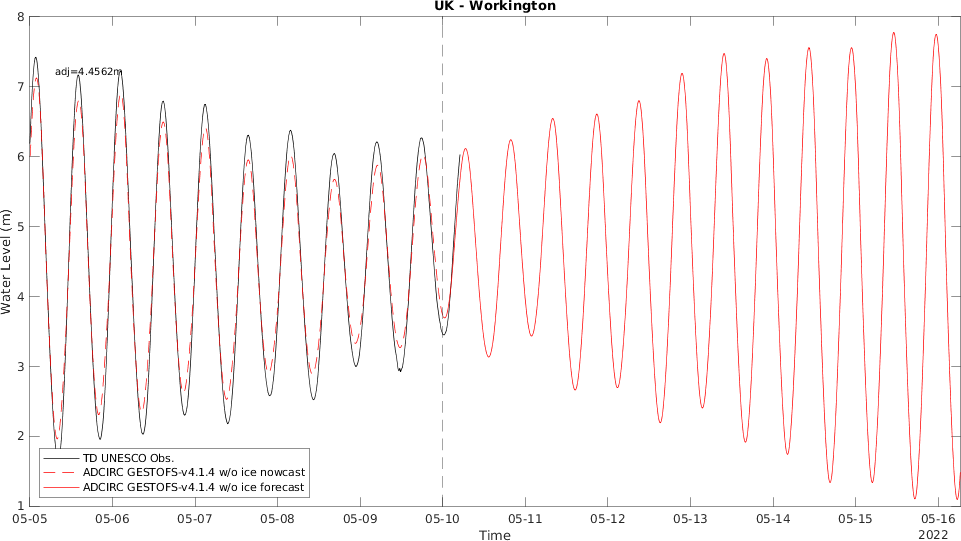 UK - Workington
8
adj=4.4562m
7
6
5
4
3
2
1
Water Level (m)
TD UNESCO Obs.
ADCIRC GESTOFS-v4.1.4 w/o ice nowcast
ADCIRC GESTOFS-v4.1.4 w/o ice forecast
05-05 05-06 05-07 05-08 05-09 05-10 05-11 05-12 05-13 05-14 05-15 05-16
Time
2022